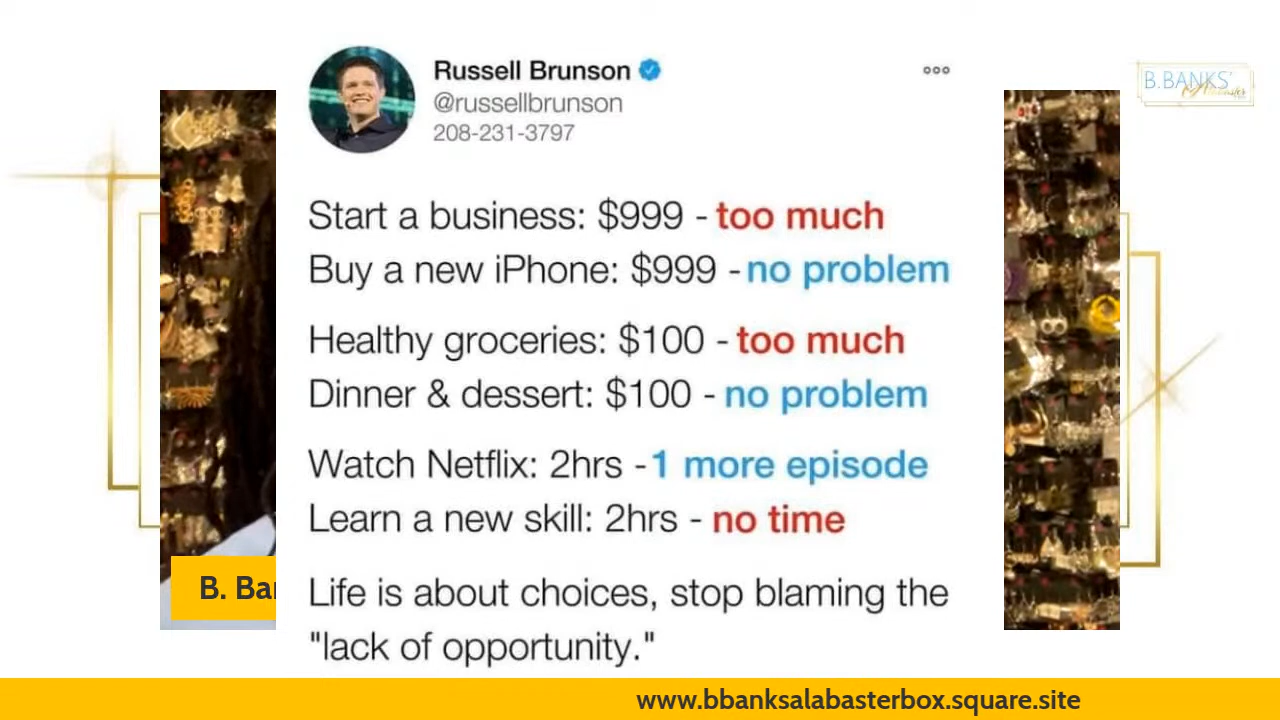 Russell Brunson
@russellbrunson
208-231-3797
B.BANKS'
Start a business: $999 - too much
Buy a new iPhone: $999 - no problem
Healthy groceries: $100 - too much
Dinner & dessert: $100 - no problem
Watch Netflix: 2hrs - 1 more episode
Learn a new skill: 2hrs - no time
Life is about choices, stop blaming the
"lack of opportunity."
B. Ba
www.bbanksalabasterbox.square.site